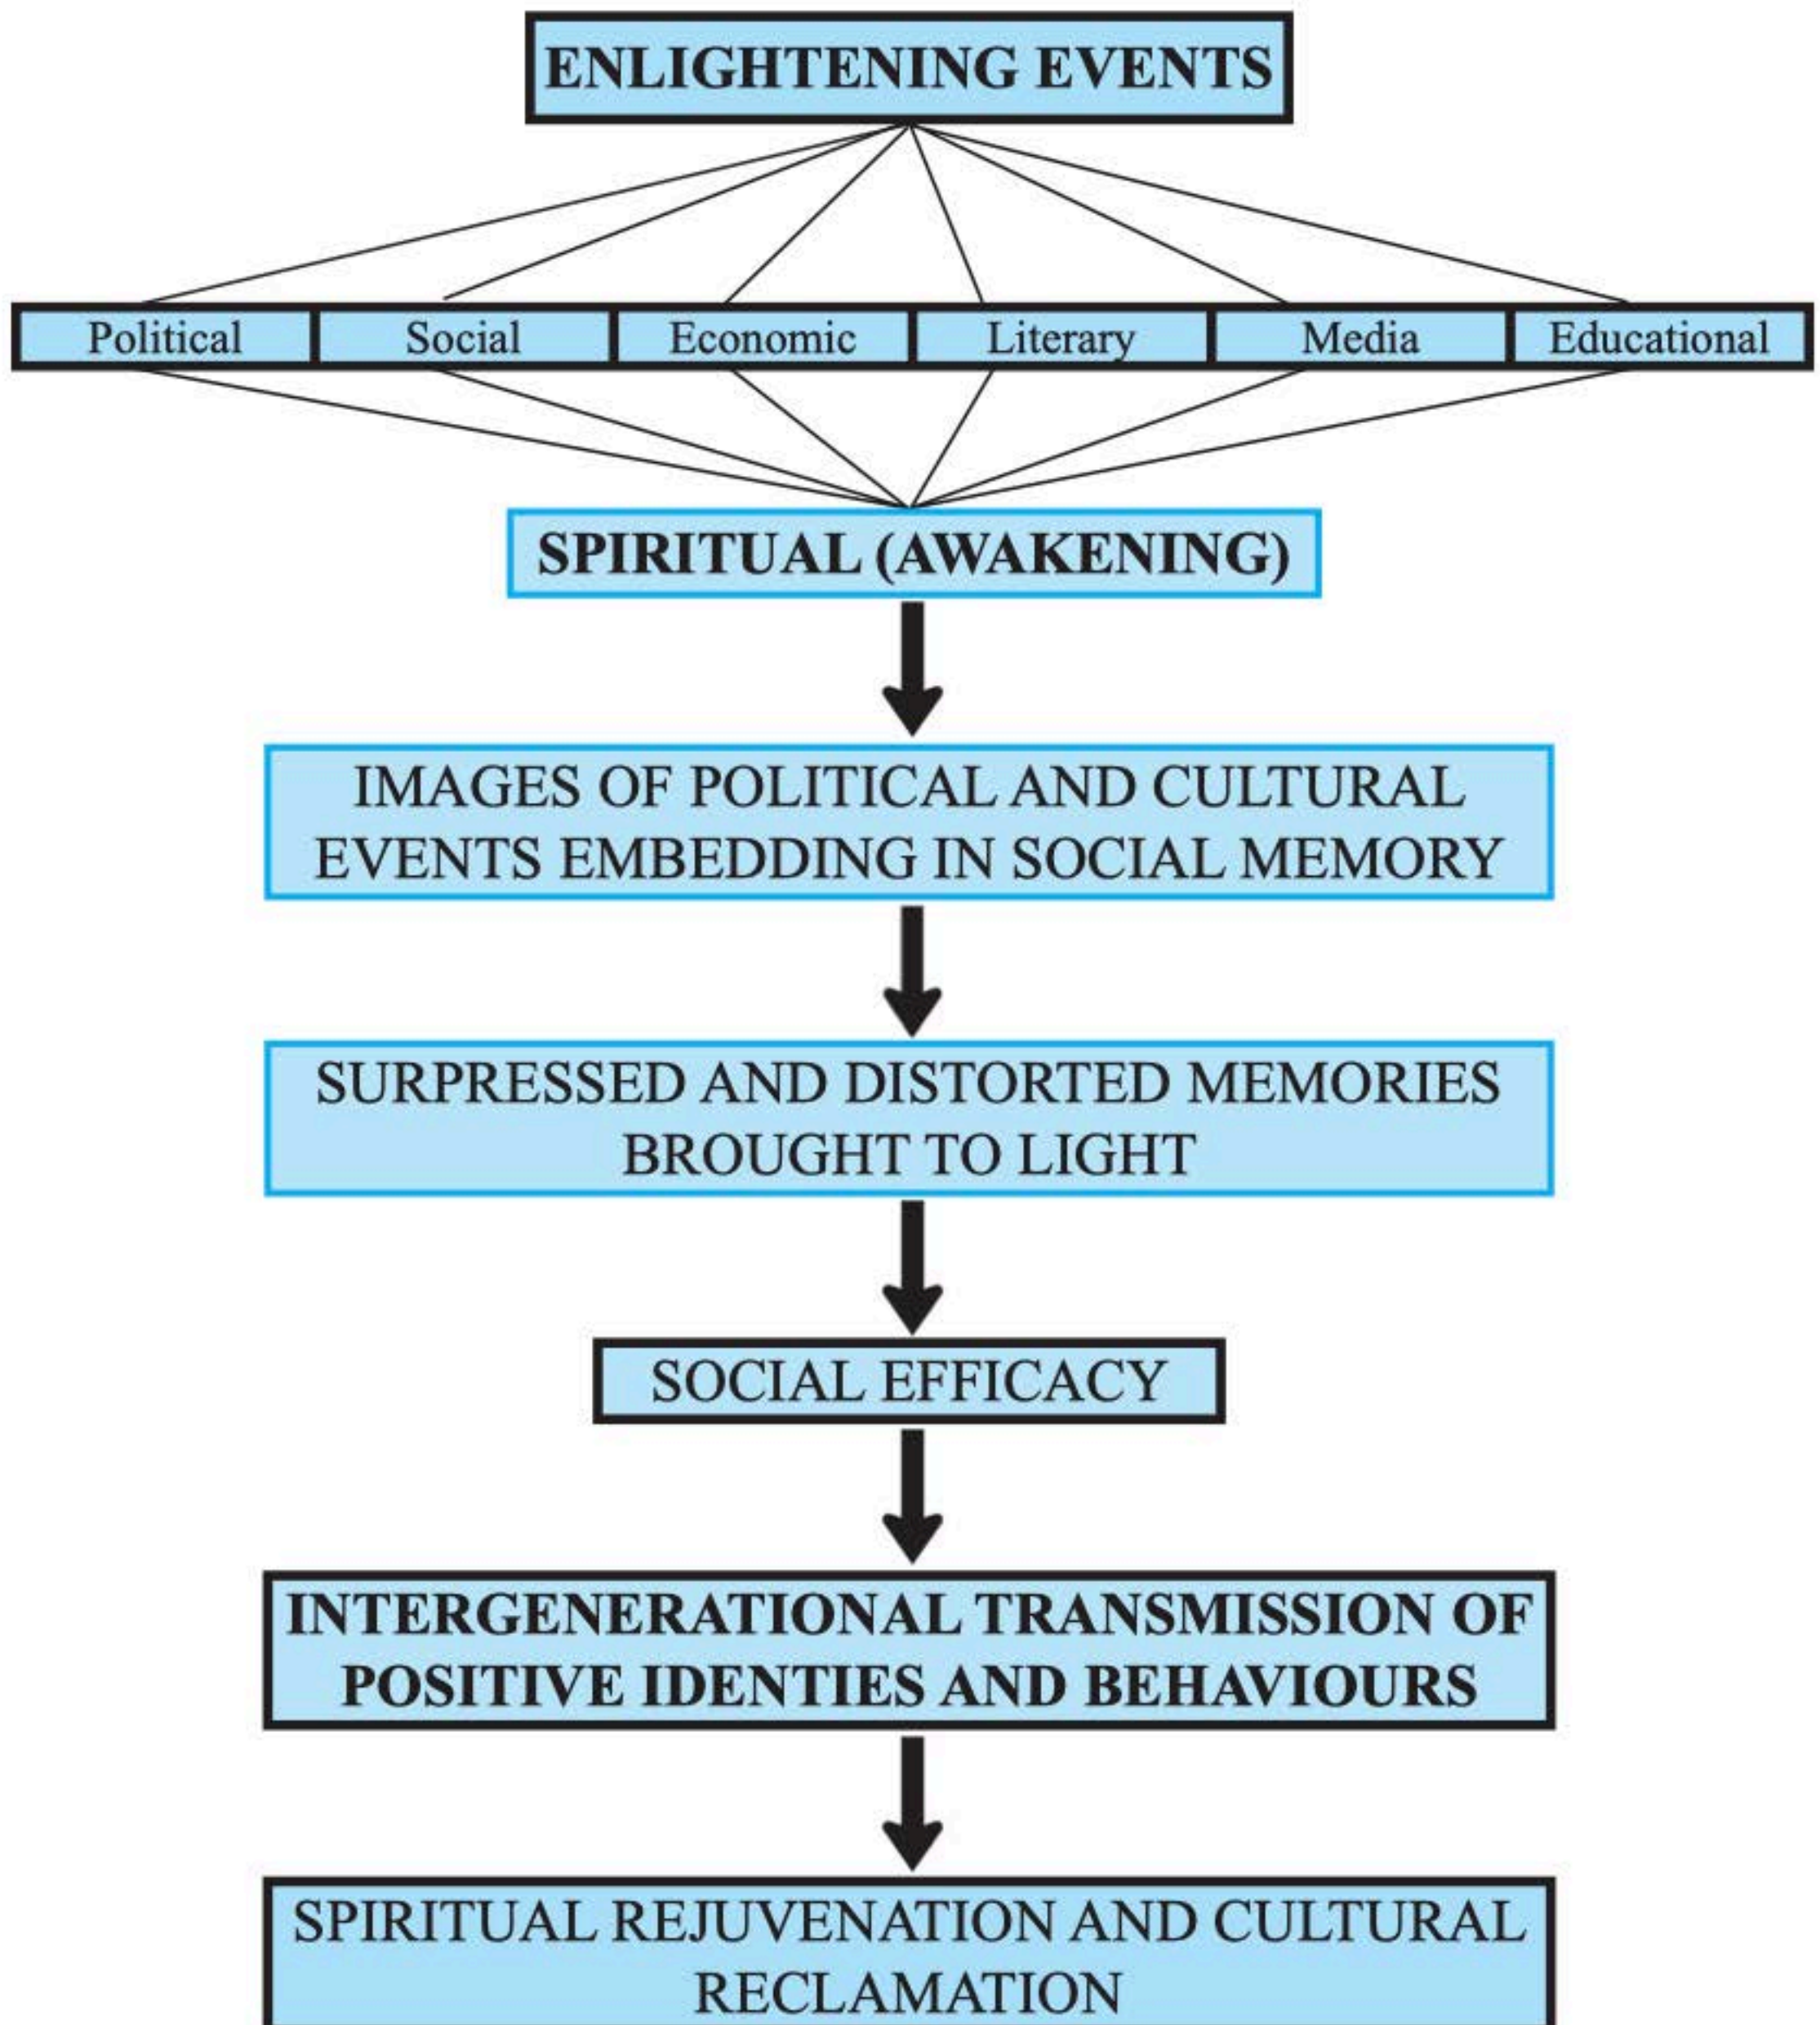 ENLIGHTENING EVENTS
Political Social Economic Literary Media Educational
SPIRITUAL (AWAKENING)
IMAGES OF POLITICAL AND CULTURAL
EVENTS EMBEDDING IN SOCIAL MEMORY
SURPRESSED AND DISTORTED MEMORIES
BROUGHT TO LIGHT
SOCIAL EFFICACY
INTERGENERATIONAL TRANSMISSION OF
POSITIVE IDENTIES AND BEHAVIOURS
SPIRITUAL REJUVENATION AND CULTURAL
RECLAMATION